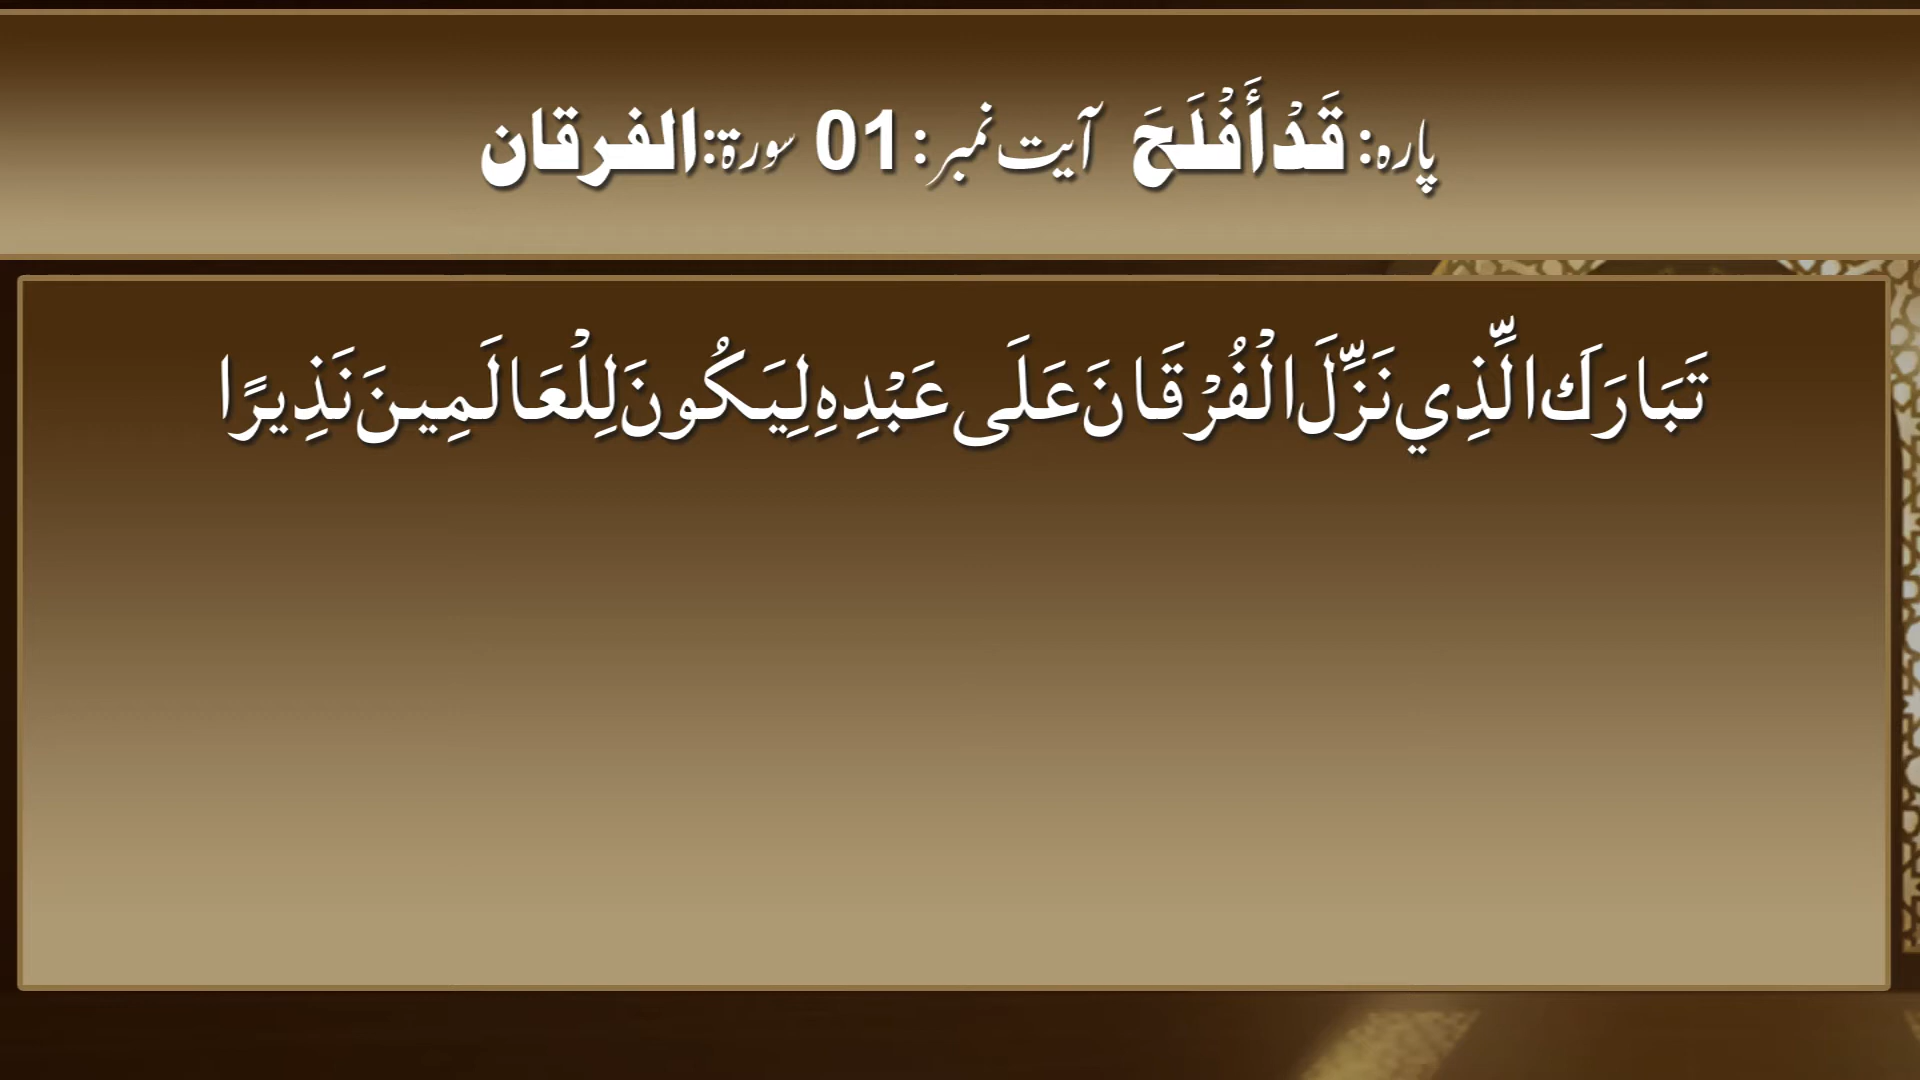 پارہ: قَدْ أَفْلَحَ آیت نمبر: 01 سورۃ: الفرقان
تَبَارَكَ الَّذِي نَزَّلَ الْفُرْقَانَ عَلَى عَبْدِهِ لِيَكُونَ لِلْعَالَمِينَ نَذِيرًا